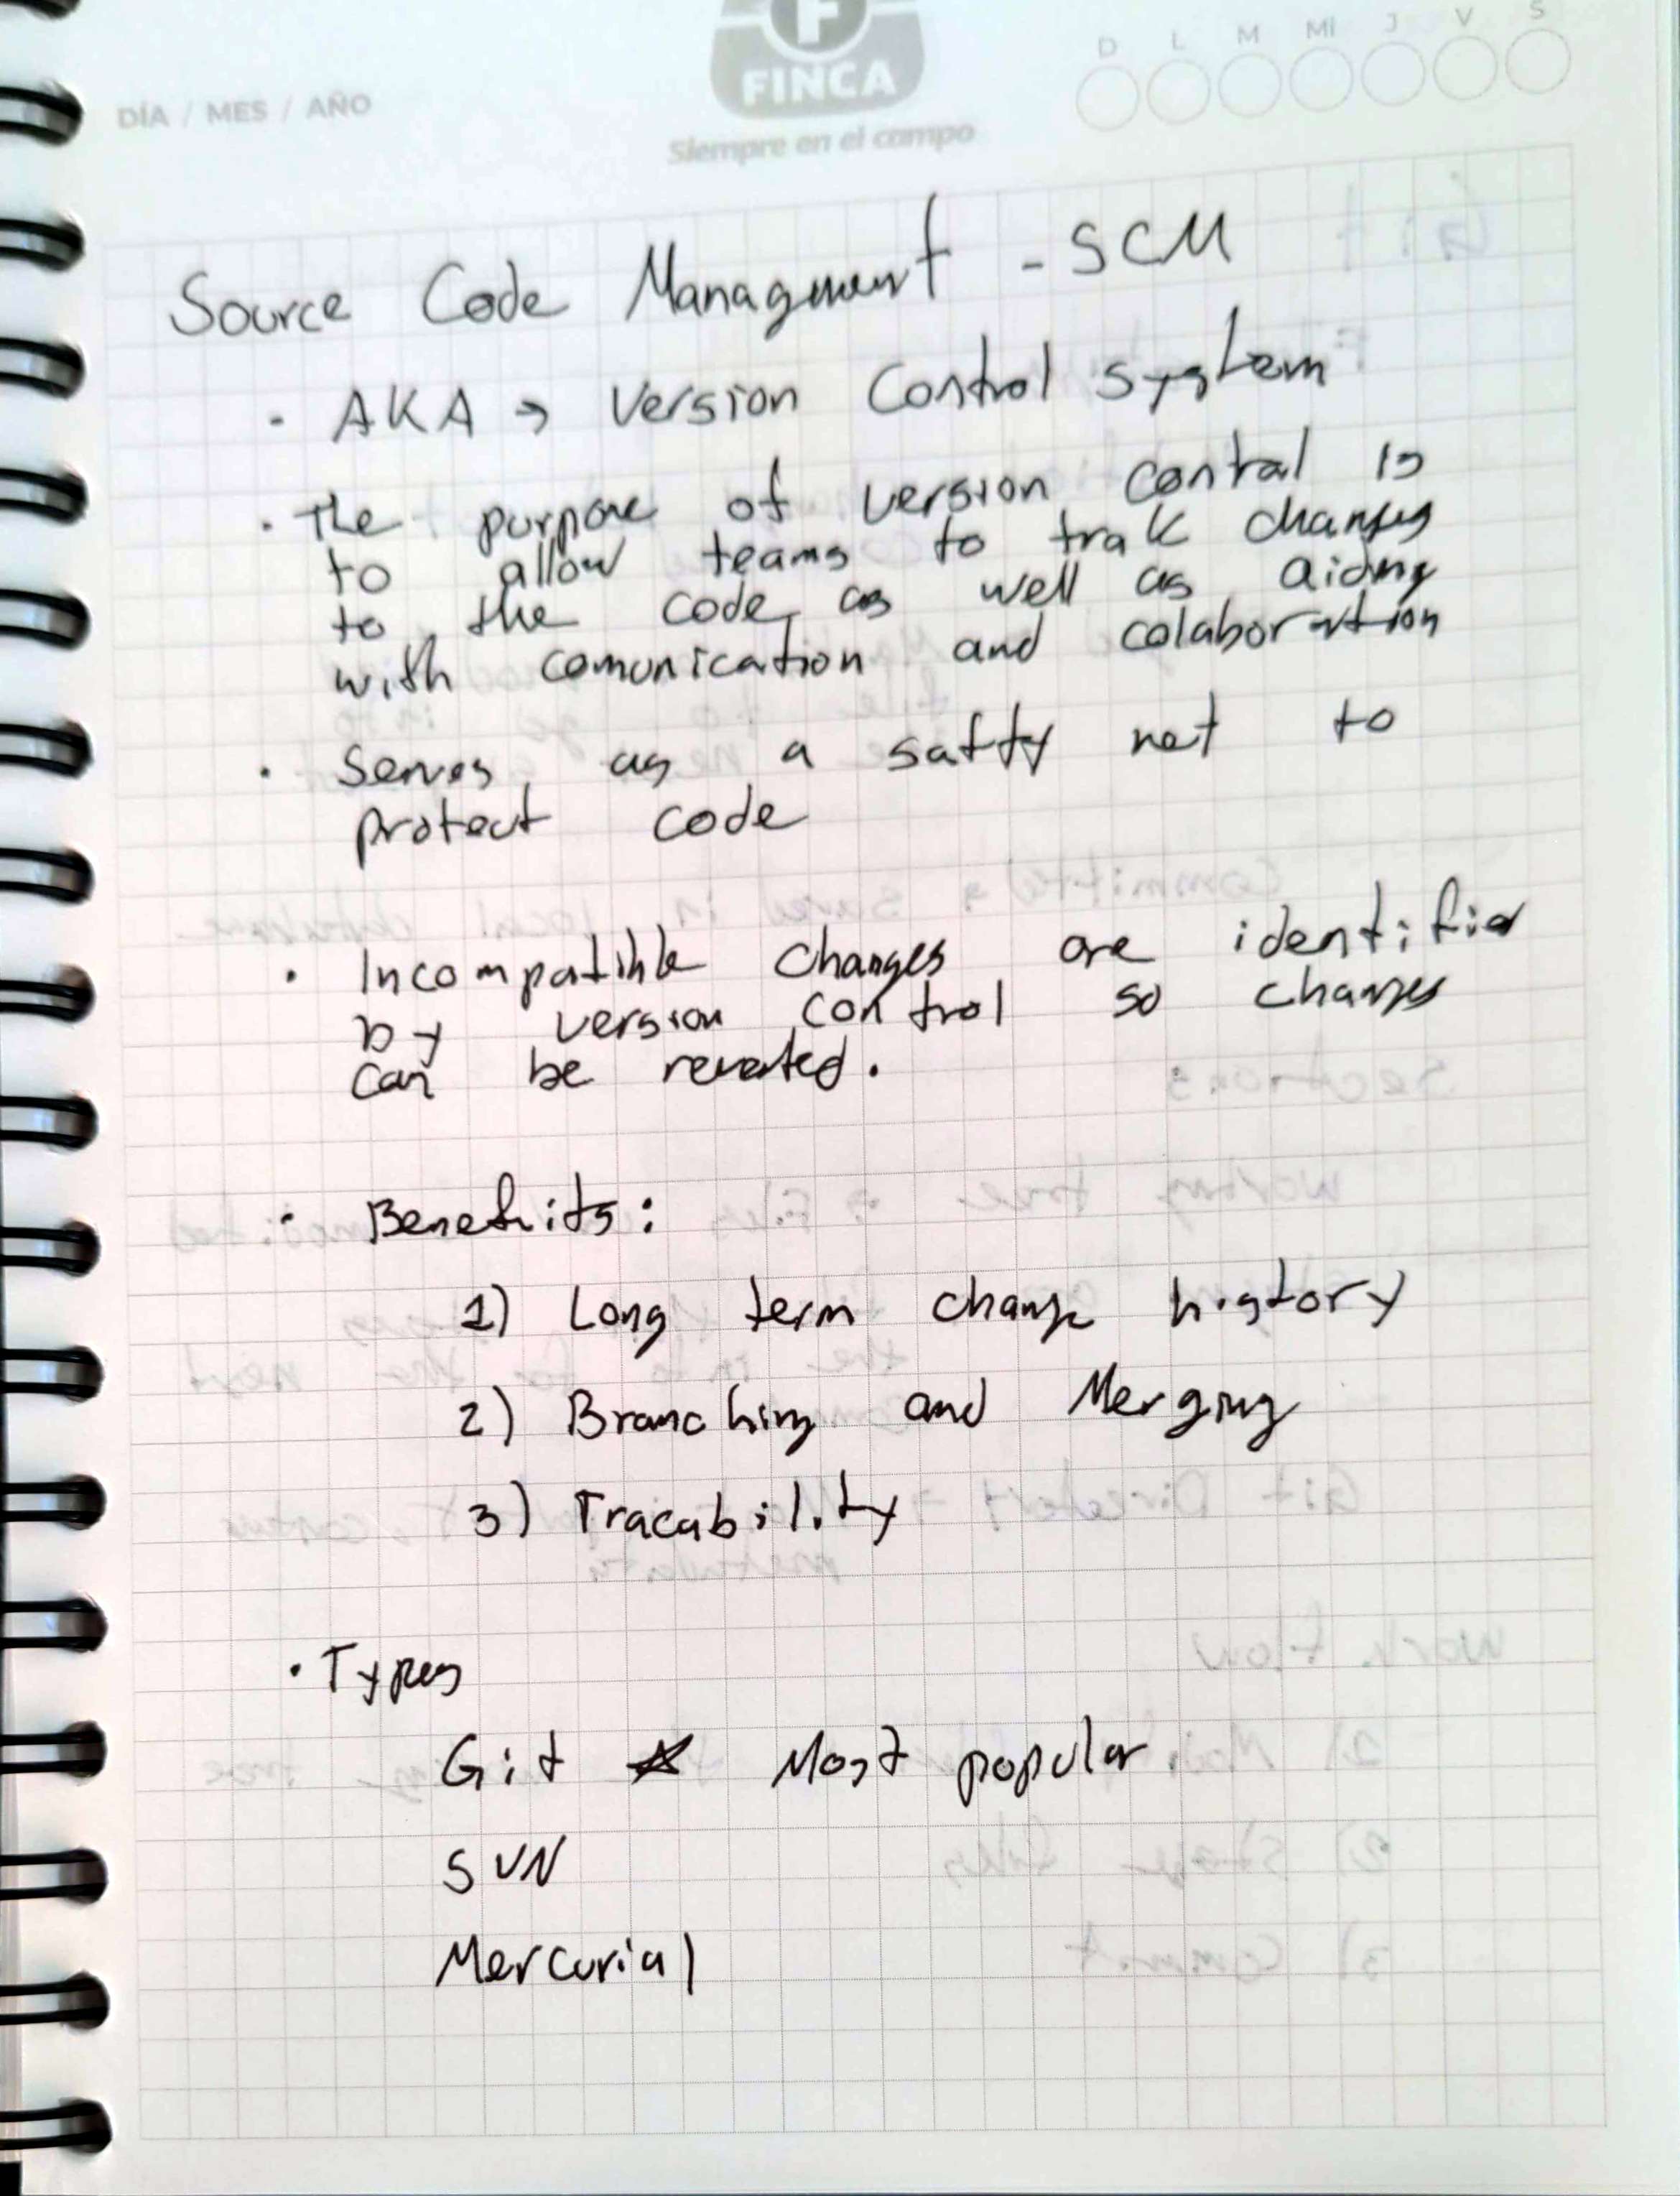 F
FINCA
Siempre en el campo
DÍA / MES / AÑO
D L M MI J V S
Source Code Managment - SCM
- AKA → Version Control system
· The purpose of version control is
to allow teams to trak changes
to the code, as well as aiding
with comunication and colaboration
· Serves as a safty net to
protect code
· Incompatible changes are identified
by version control so changes
can be reverted.
· Benefits:
1) Long term change history
2) Branching and Merging
3) Tracability
· Types
Git ☆ Most popular
SVN
Mercurial